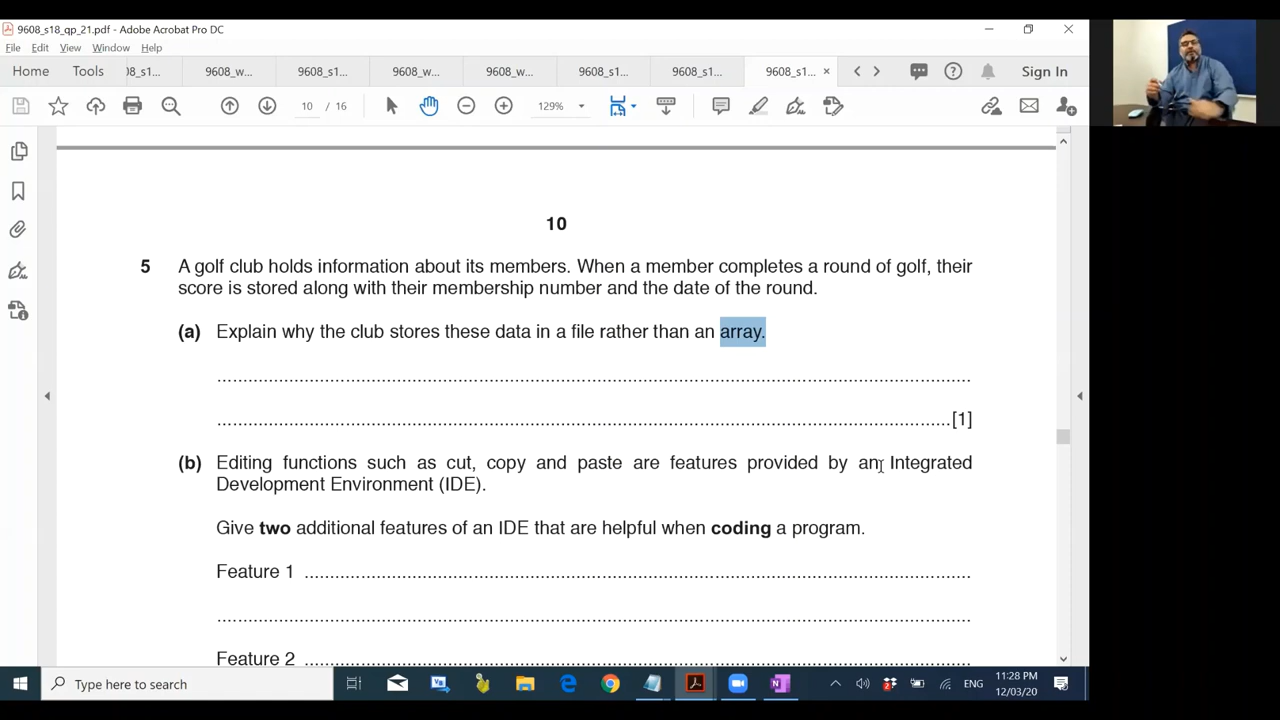 9608_s18_qp_21.pdf - Adobe Acrobat Pro DC
File Edit View Window Help
Home Tools 08_s1... 9608_w... 9608_s1... 9608_w... 9608_w... 9608_s1... 9608_s1... 9608_s1... × Sign In
10 / 16 129%
10
5 A golf club holds information about its members. When a member completes a round of golf, their
score is stored along with their membership number and the date of the round.
(a) Explain why the club stores these data in a file rather than an array.
..........................................................................................................................................
......................................................................................................................................[1]
(b) Editing functions such as cut, copy and paste are features provided by an Integrated
Development Environment (IDE).
Give two additional features of an IDE that are helpful when coding a program.
Feature 1 ..........................................................................................................................
..........................................................................................................................................
Feature 2 ..........................................................................................................................
Type here to search ENG 11:28 PM
12/03/20